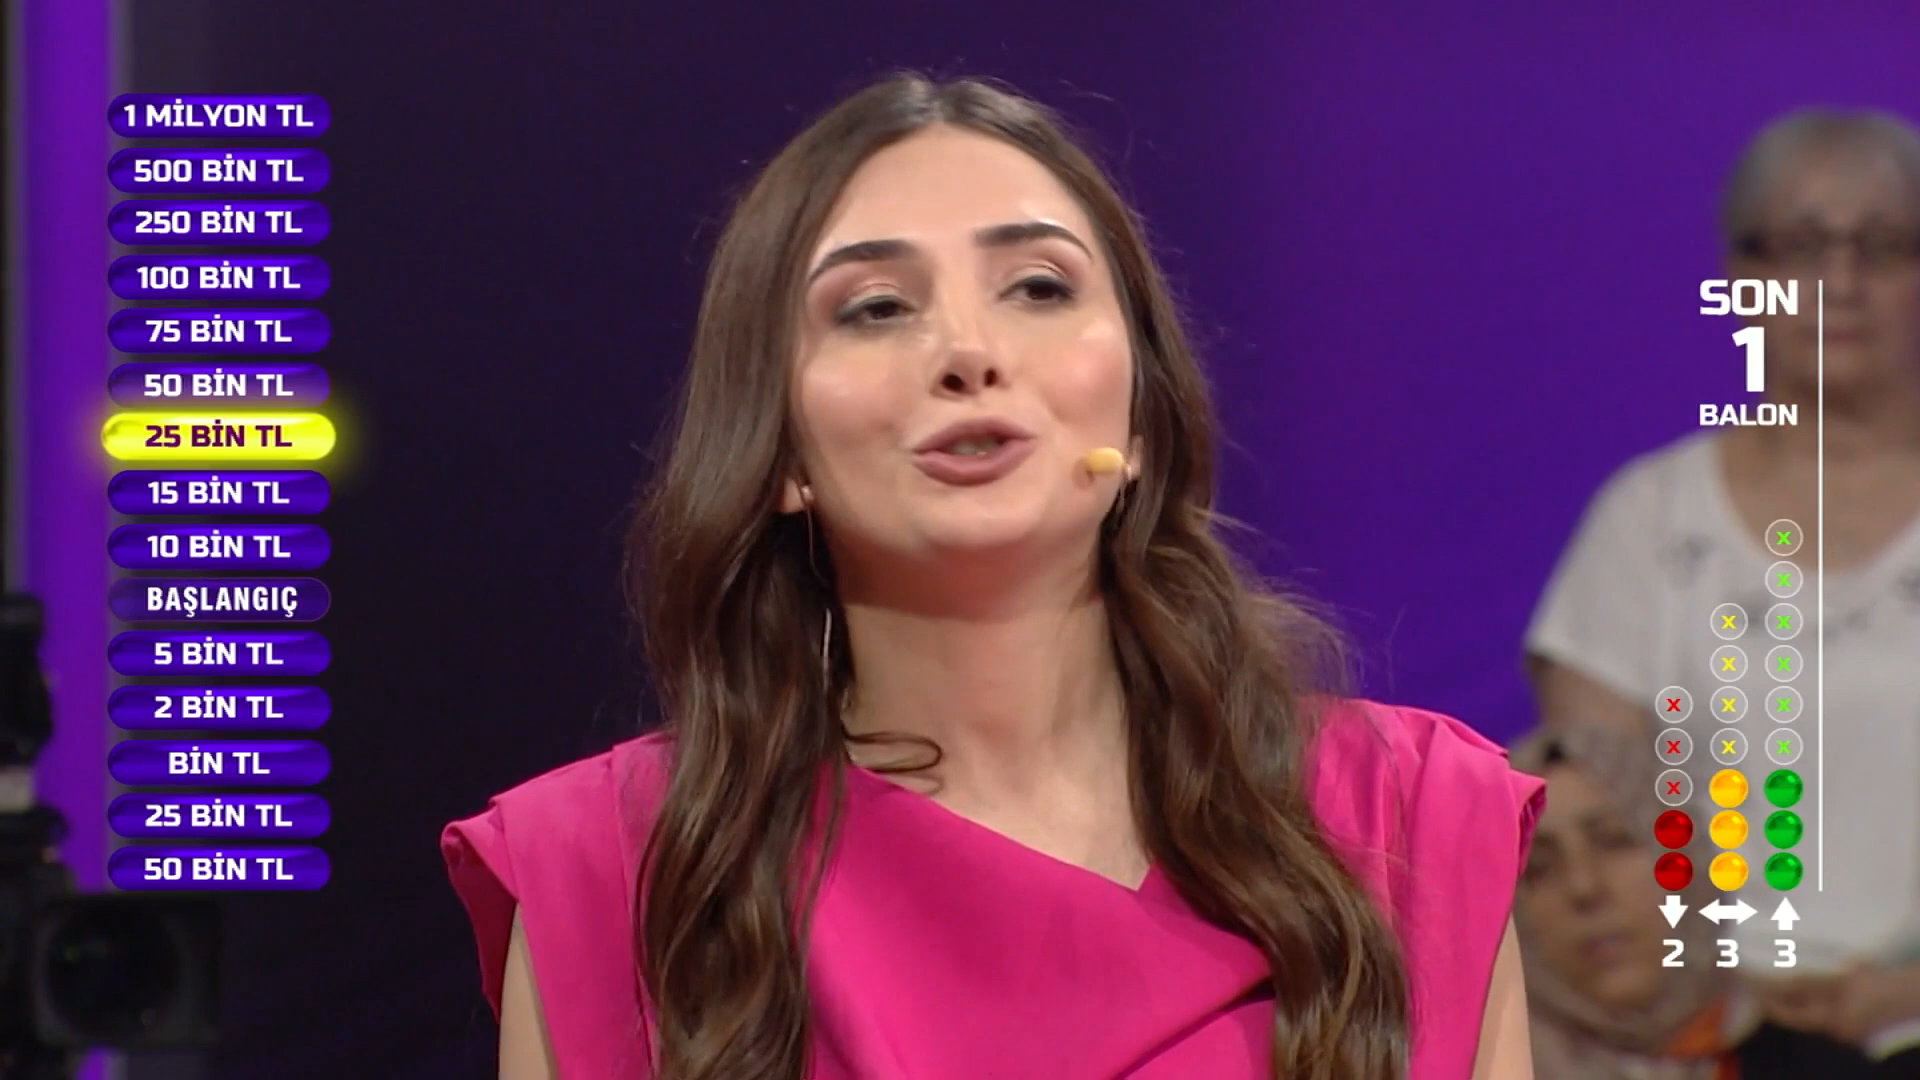 1 MİLYON TL
500 BİN TL
250 BİN TL
100 BİN TL
75 BİN TL
50 BİN TL
25 BİN TL
15 BİN TL
10 BİN TL
BAŞLANGIÇ
5 BİN TL
2 BİN TL
BİN TL
25 BİN TL
50 BİN TL
SON
1
BALON
2 3 3